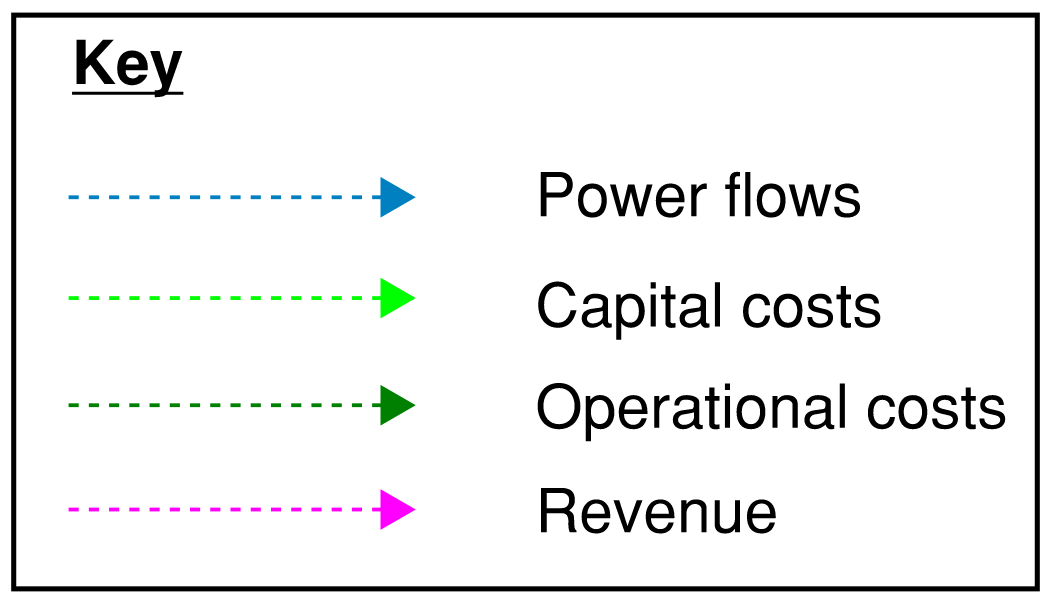 Key
Power flows
Capital costs
Operational costs
Revenue